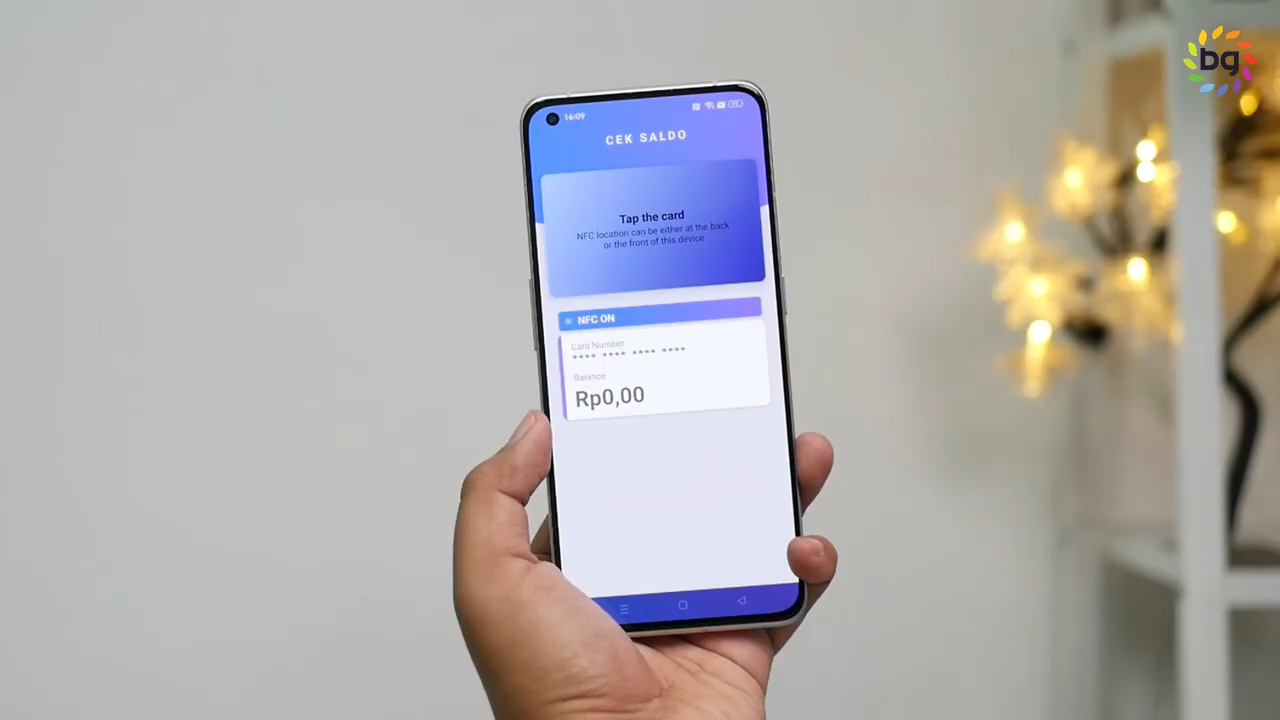 bg
16:09
CEK SALDO
Tap the card
NFC location can be either at the back
or the front of this device
NFC ON
Card Number
**** **** **** ****
Balance
Rp0,00